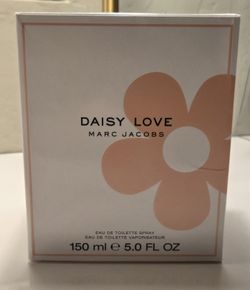 DAISY LOVE
MARC JACOBS
EAU DE TOILETTE SPRAY
EAU DE TOILETTE VAPORISATEUR
150 ml ℮ 5.0 FL OZ